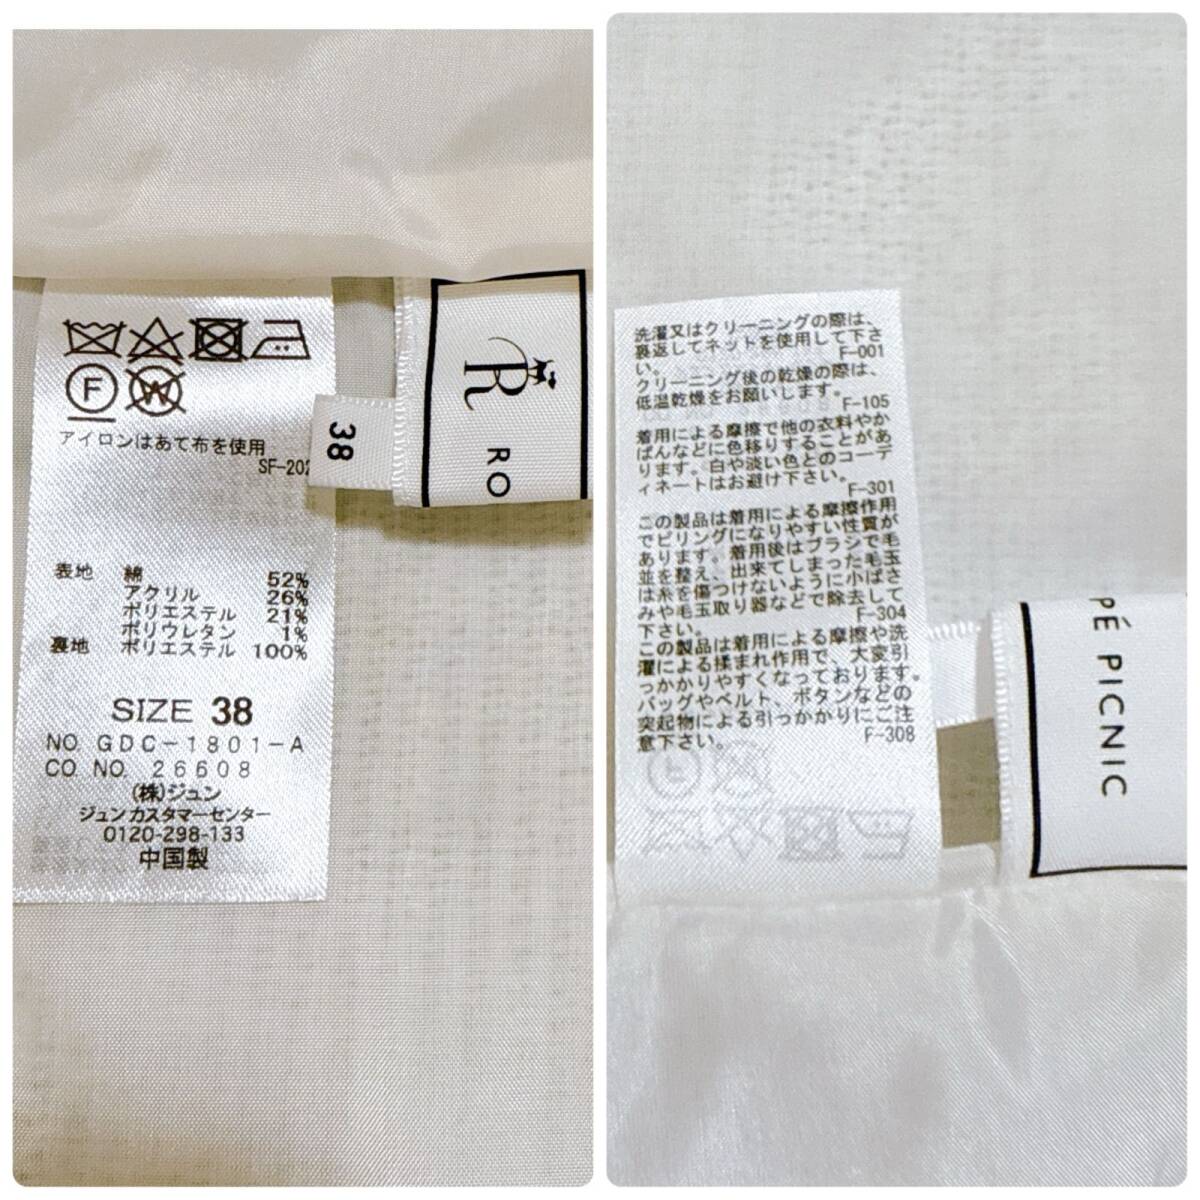 F W
アイロンはあて布を使用
SF-202
表地 綿 52%
アクリル 26%
ポリエステル 21%
ポリウレタン 1%
裏地 ポリエステル 100%
SIZE 38
NO. GDC-1801-A
CO. NO. 26608
(株)ジュン
ジュンカスタマーセンター
0120-298-133
中国製
38
R
RO
洗濯又はクリーニングの際は、
裏返してネットを使用して下さ
い。
F-001
クリーニング後の乾燥の際は、
低温乾燥をお願いします。
F-105
着用による摩擦で他の衣料やか
ばんなどに色移りすることがあ
ります。白や淡い色とのコーデ
ィネートはお避け下さい。
F-301
この製品は着用による摩擦作用
でピリングになりやすい性質が
あります。着用後はブラシで毛
並を整え、出来てしまった毛玉
は糸を傷つけないように小ばさ
みや毛玉取り器などで除去して
下さい。
F-304
この製品は着用による摩擦や洗
濯による揉まれ作用で、大変引
っかかりやすくなっております。
バッグやベルト、ボタンなどの
突起物による引っかかりにご注
意下さい。
F-308
PÉ PICNIC